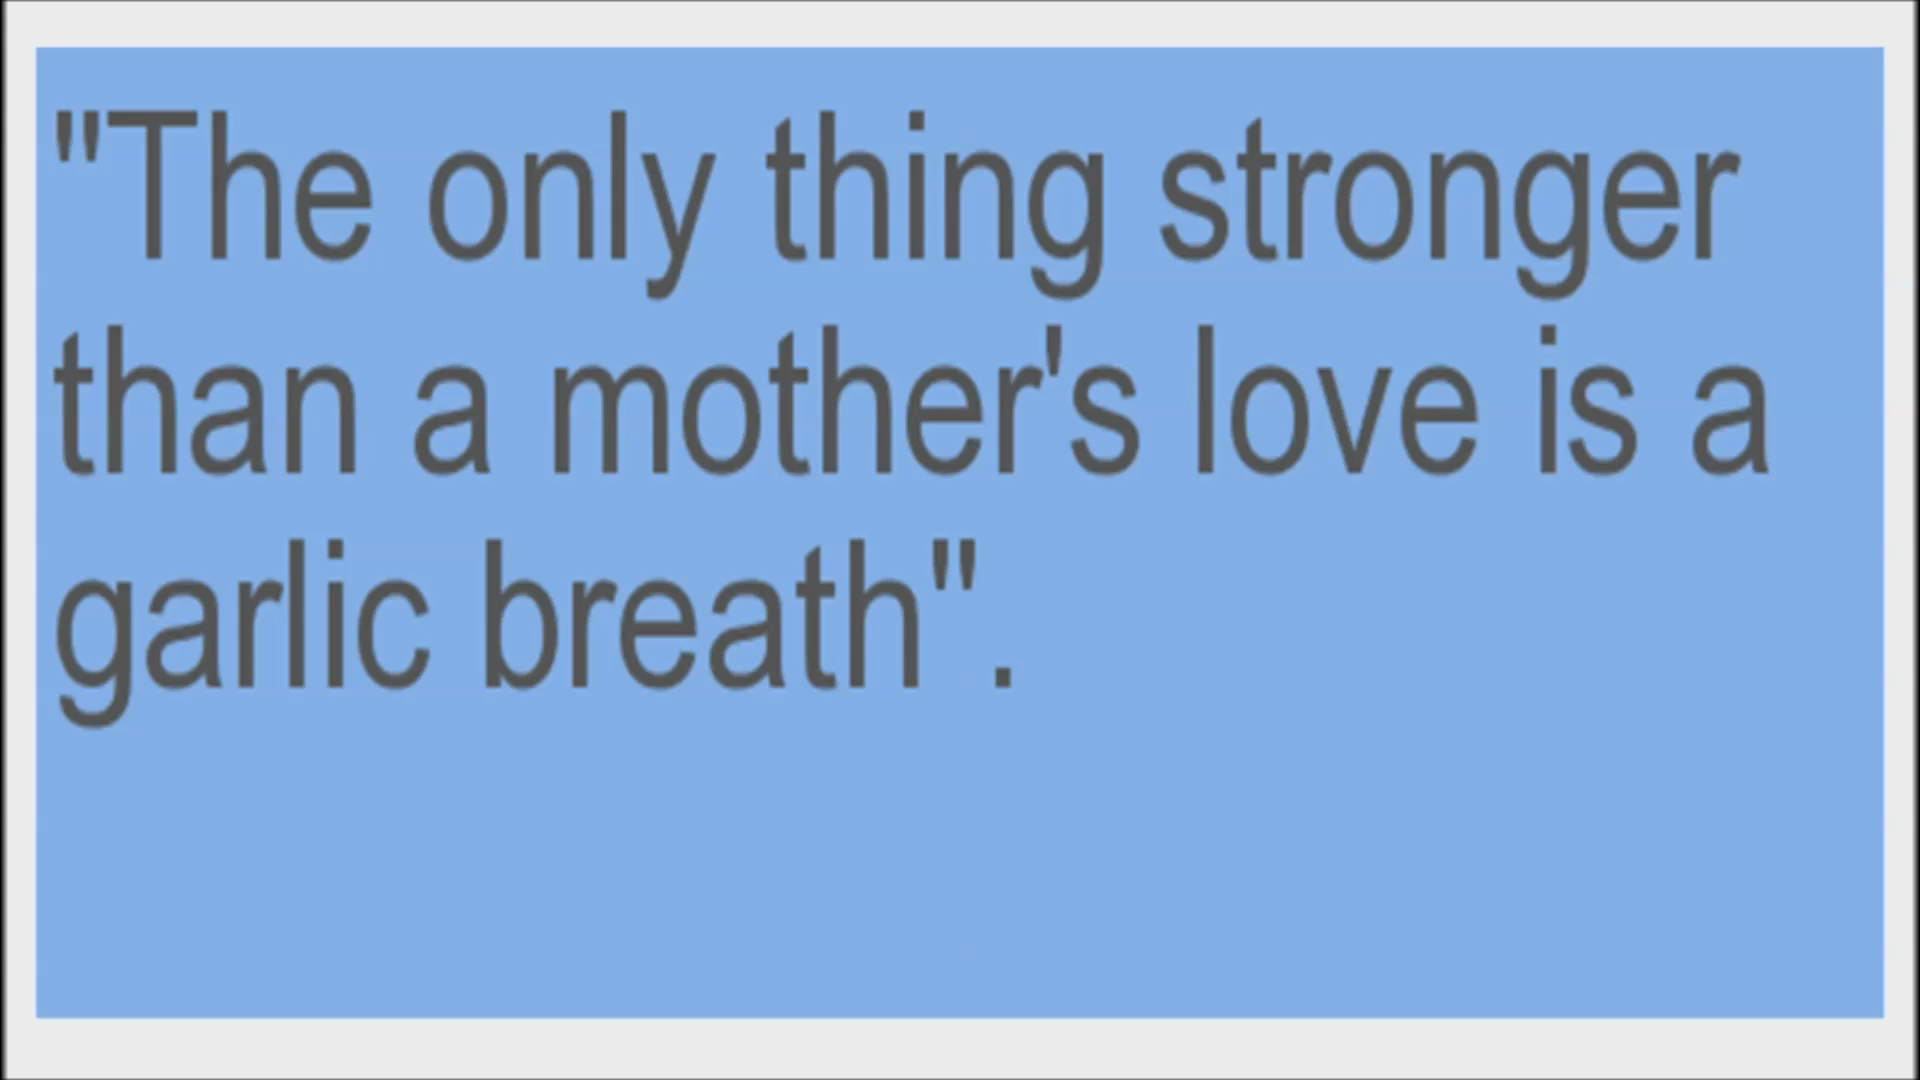 "The only thing stronger
than a mother's love is a
garlic breath".